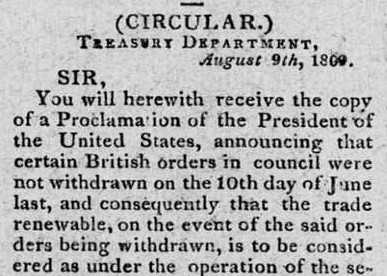 (CIRCULAR.)
TREASURY DEPARTMENT,
August 9th, 1809.
SIR,
You will herewith receive the copy
of a Proclamation of the President of
the United States, announcing that
certain British orders in council were
not withdrawn on the 10th day of June
last, and consequently that the trade
renewable, on the event of the said or-
ders being withdrawn, is to be consid-
ered as under the operation of the se-